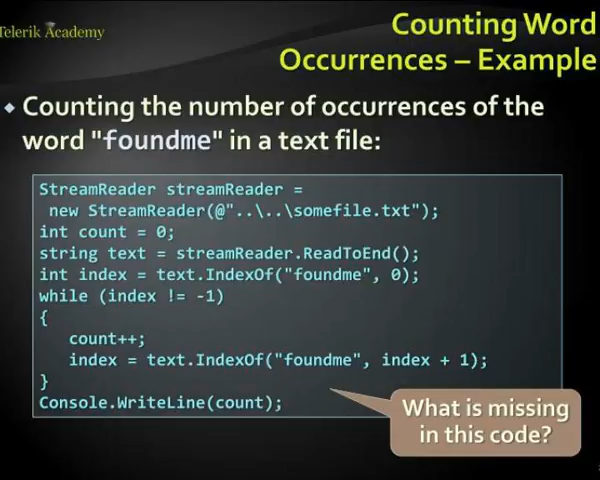 Telerik Academy
Counting Word
Occurrences – Example
Counting the number of occurrences of the
word "foundme" in a text file:
StreamReader streamReader =
new StreamReader(@"..\..\somefile.txt");
int count = 0;
string text = streamReader.ReadToEnd();
int index = text.IndexOf("foundme", 0);
while (index != -1)
{
count++;
index = text.IndexOf("foundme", index + 1);
}
Console.WriteLine(count);
What is missing
in this code?